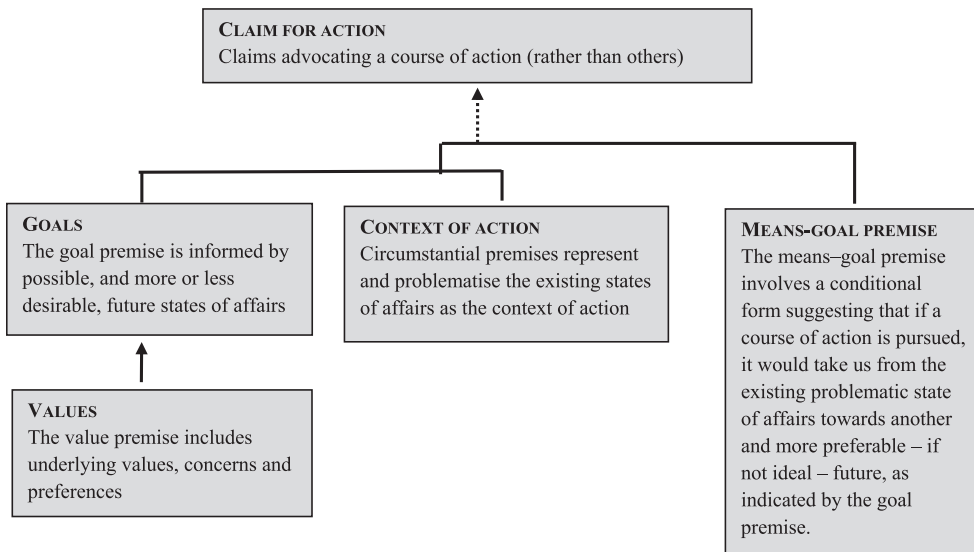 CLAIM FOR ACTION
Claims advocating a course of action (rather than others)
GOALS
The goal premise is informed by
possible, and more or less
desirable, future states of affairs
CONTEXT OF ACTION
Circumstantial premises represent
and problematise the existing states
of affairs as the context of action
MEANS-GOAL PREMISE
The means–goal premise
involves a conditional
form suggesting that if a
course of action is pursued,
it would take us from the
existing problematic state
of affairs towards another
and more preferable – if
not ideal – future, as
indicated by the goal
premise.
VALUES
The value premise includes
underlying values, concerns and
preferences